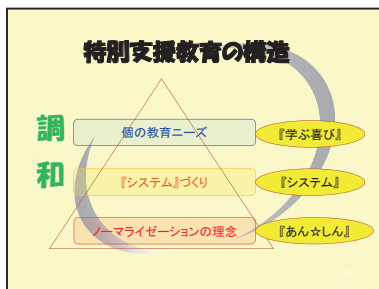 特別支援教育の構造
調和
個の教育ニーズ
『学ぶ喜び』
『システム』づくり
『システム』
ノーマライゼーションの理念
『あん☆しん』